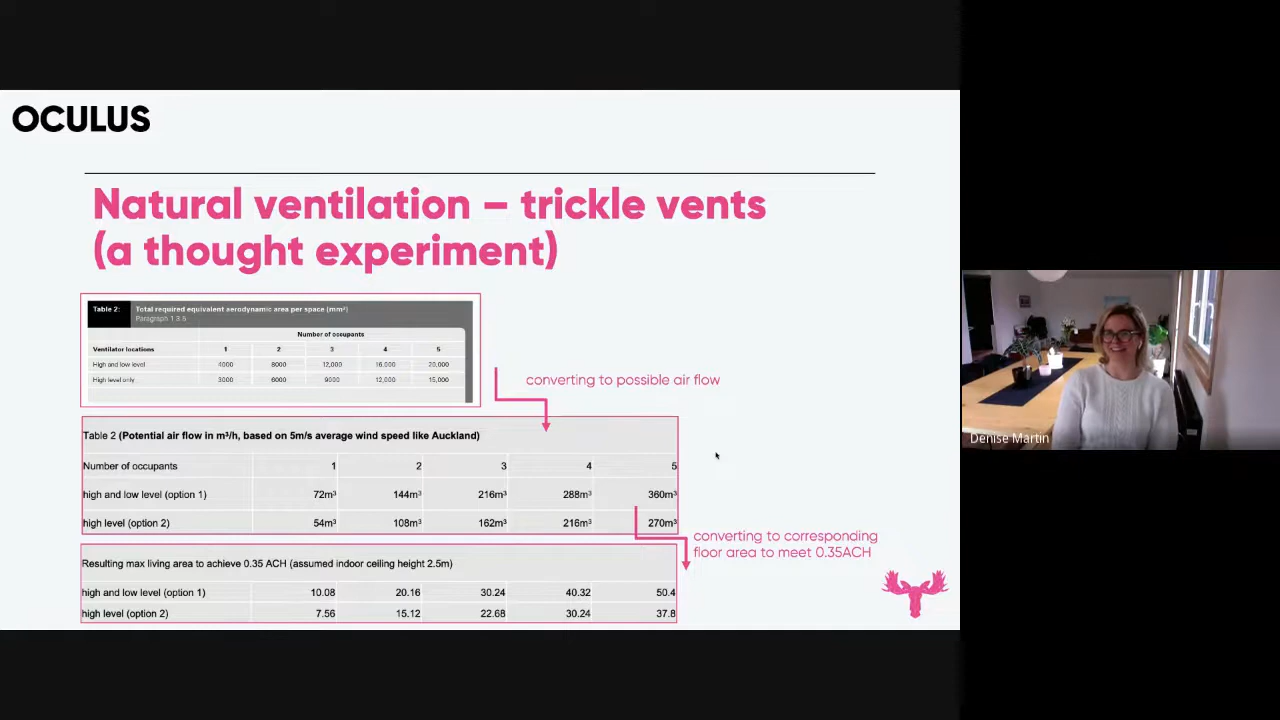 OCULUS
Natural ventilation – trickle vents
(a thought experiment)
Table 2: Total required equivalent aerodynamic area per space (mm²)
Paragraph 1.3.6
Number of occupants
Ventilator locations 1 2 3 4 5
High and low level 4000 8000 12,000 16,000 20,000
High level only 3000 6000 9000 12,000 15,000
converting to possible air flow
Table 2 (Potential air flow in m³/h, based on 5m/s average wind speed like Auckland)
Number of occupants 1 2 3 4 5
high and low level (option 1) 72m³ 144m³ 216m³ 288m³ 360m³
high level (option 2) 54m³ 108m³ 162m³ 216m³ 270m³
converting to corresponding
floor area to meet 0.35ACH
Resulting max living area to achieve 0.35 ACH (assumed indoor ceiling height 2.5m)
high and low level (option 1) 10.08 20.16 30.24 40.32 50.4
high level (option 2) 7.56 15.12 22.68 30.24 37.8
Denise Martin